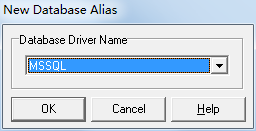 New Database Alias
Database Driver Name
MSSQL
OK
Cancel
Help